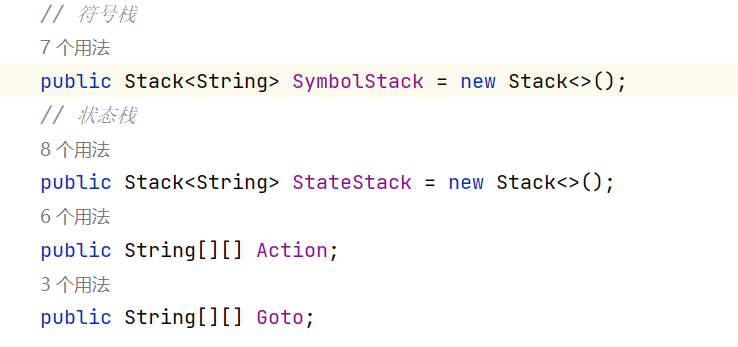 // 符号栈
7 个用法
public Stack<String> SymbolStack = new Stack<>();
// 状态栈
8 个用法
public Stack<String> StateStack = new Stack<>();
6 个用法
public String[][] Action;
3 个用法
public String[][] Goto;